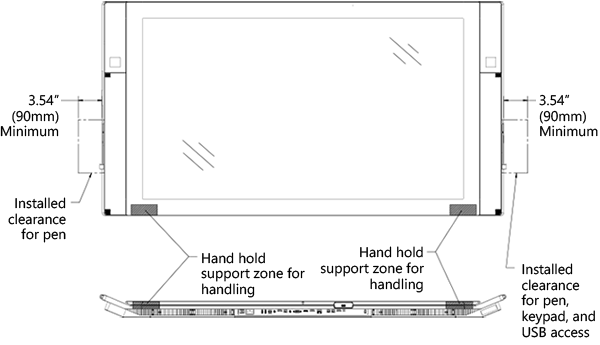 3.54"
(90mm)
Minimum
3.54"
(90mm)
Minimum
Installed
clearance
for pen
Hand hold
support zone for
handling
Hand hold
support zone for
handling
Installed
clearance
for pen,
keypad, and
USB access